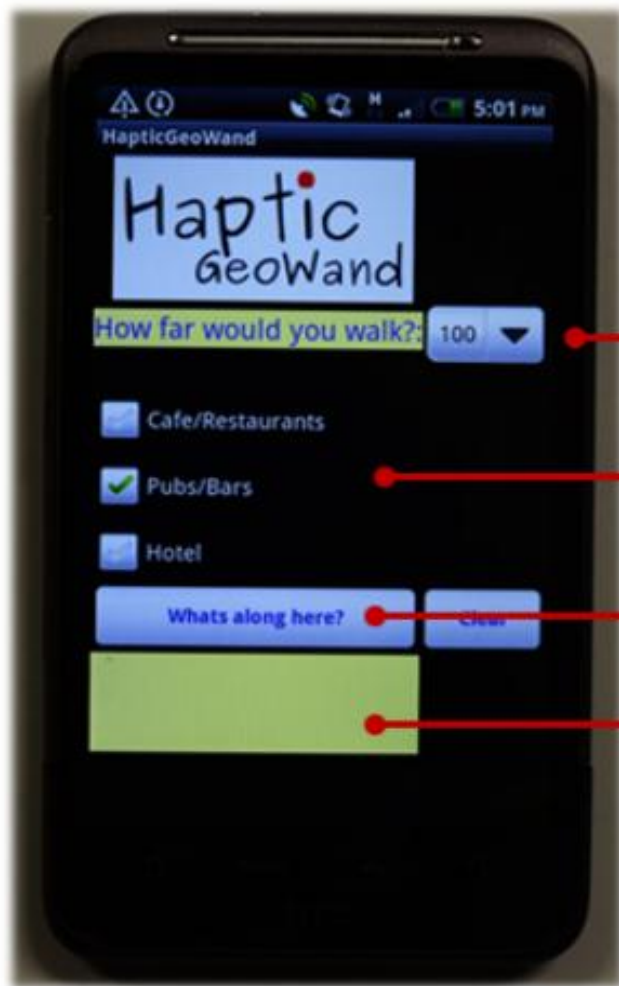 5:01 PM
HapticGeoWand
Haptic
GeoWand
How far would you walk?: 100
Cafe/Restaurants
Pubs/Bars
Hotel
Whats along here? Clear